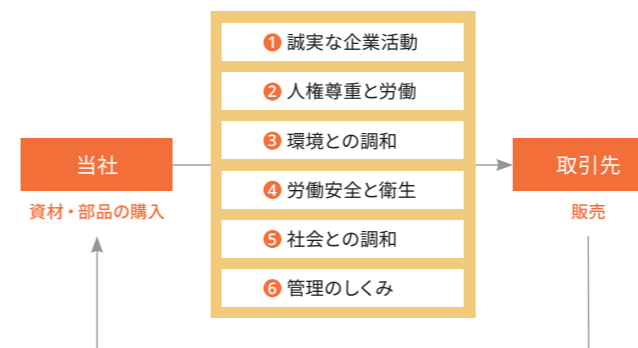 ❶ 誠実な企業活動
❷ 人権尊重と労働
❸ 環境との調和
❹ 労働安全と衛生
❺ 社会との調和
❻ 管理のしくみ
当社
資材・部品の購入
取引先
販売